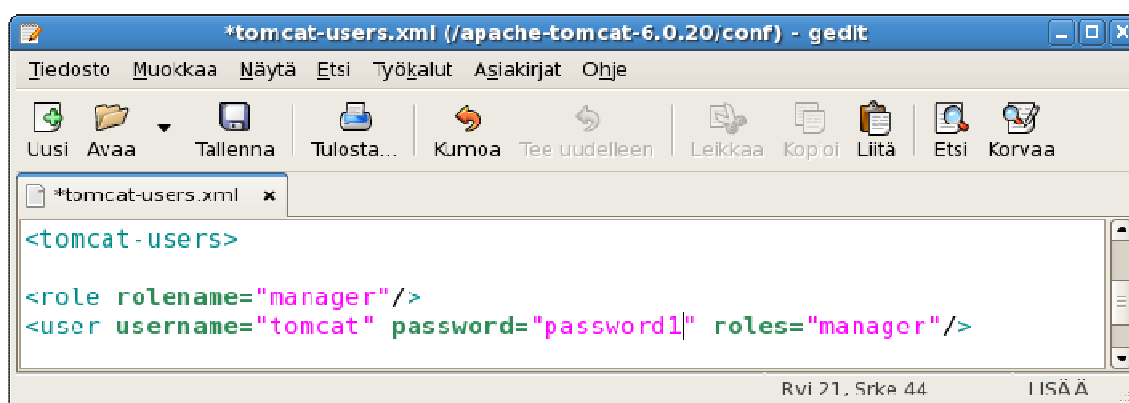 *tomcat-users.xml (/apache-tomcat-6.0.20/conf) - gedit
Tiedosto Muokkaa Näytä Etsi Työkalut Asiakirjat Ohje
Uusi Avaa Tallenna Tulosta... Kumoa Tee uudelleen Leikkaa Kopioi Liitä Etsi Korvaa
*tomcat-users.xml
<tomcat-users>
<role rolename="manager"/>
<user username="tomcat" password="password1" roles="manager"/>
Rvi 21, Srke 44 LISÄÄ